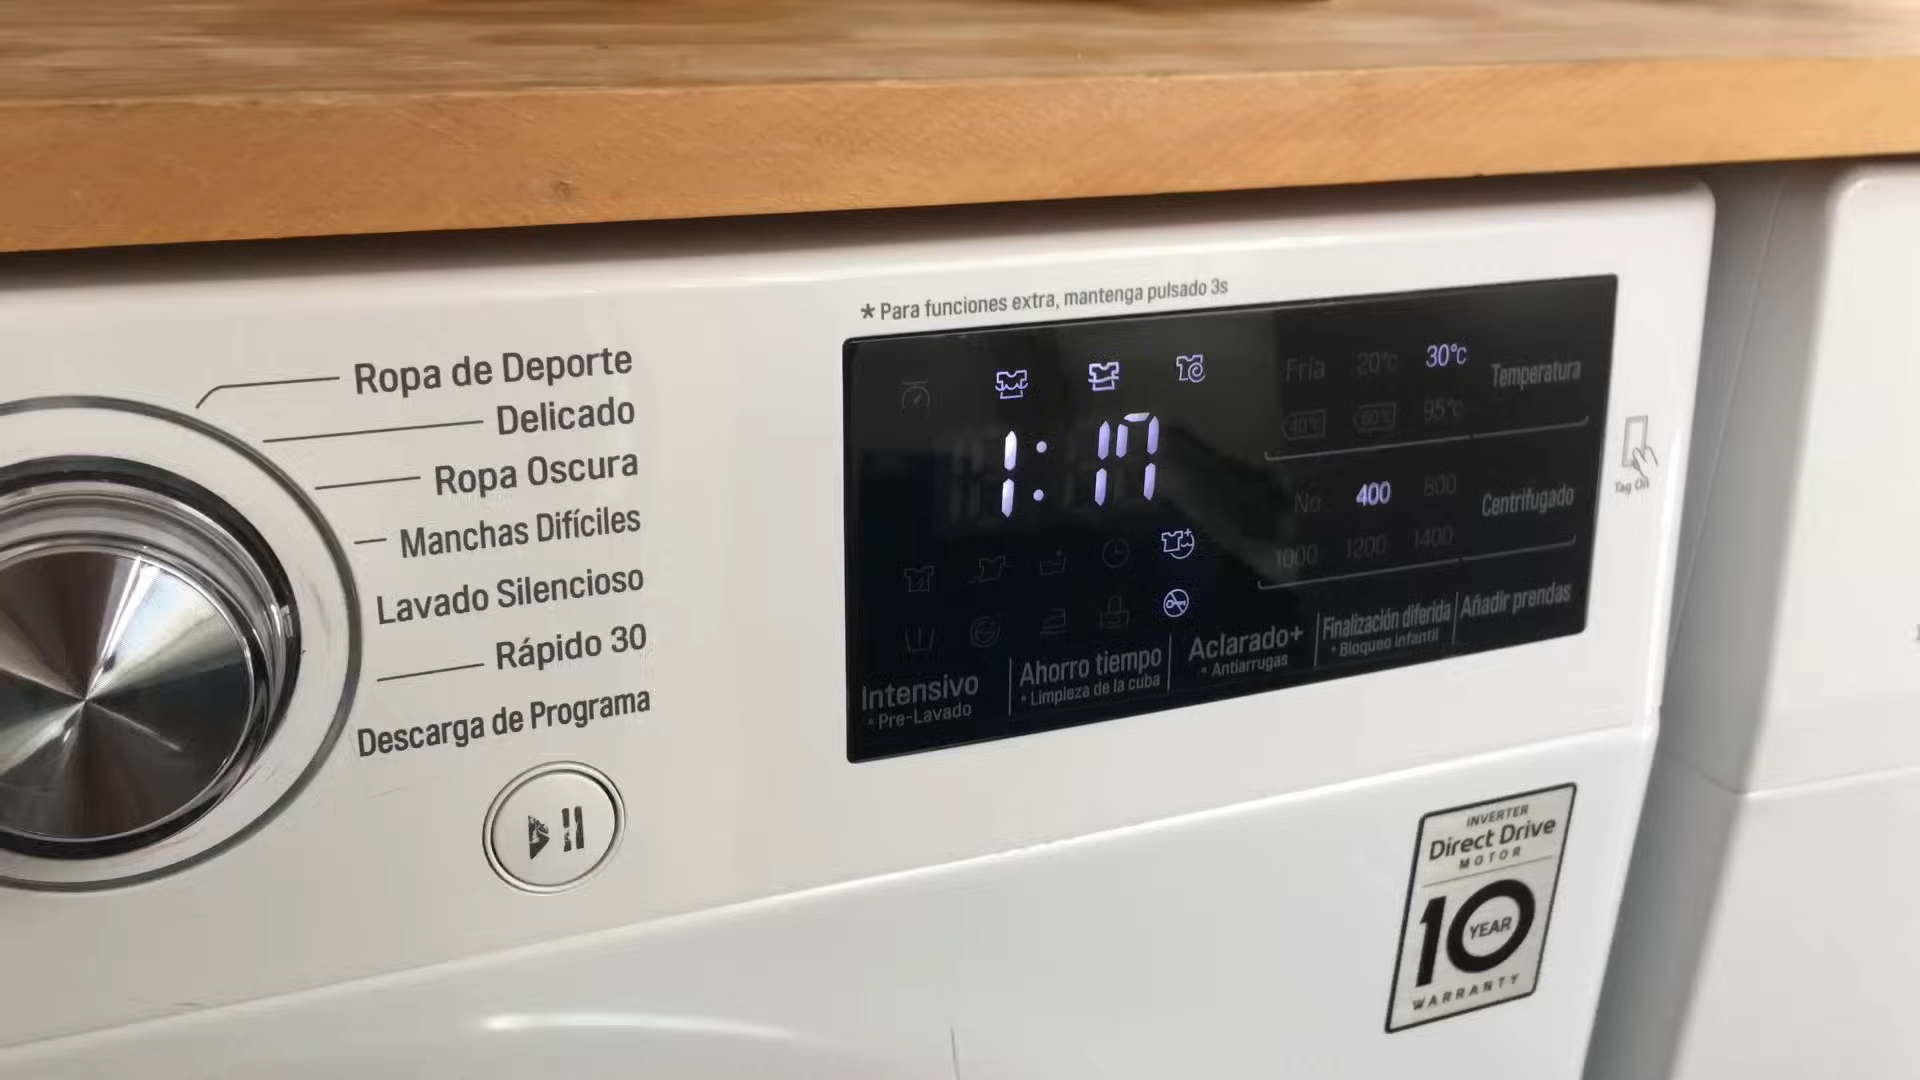 Ropa de Deporte
Delicado
Ropa Oscura
Manchas Difíciles
Lavado Silencioso
Rápido 30
Descarga de Programa
* Para funciones extra, mantenga pulsado 3s
1:17
Fría 20°C 30°C
40°C 60°C 95°C
Temperatura
No 400 800
1000 1200 1400
Centrifugado
Intensivo
• Pre-Lavado
Ahorro tiempo
• Limpieza de la cuba
Aclarado+
• Antiarrugas
Finalización diferida
• Bloqueo infantil
Añadir prendas
Tag On
INVERTER
Direct Drive
MOTOR
10
YEAR
WARRANTY